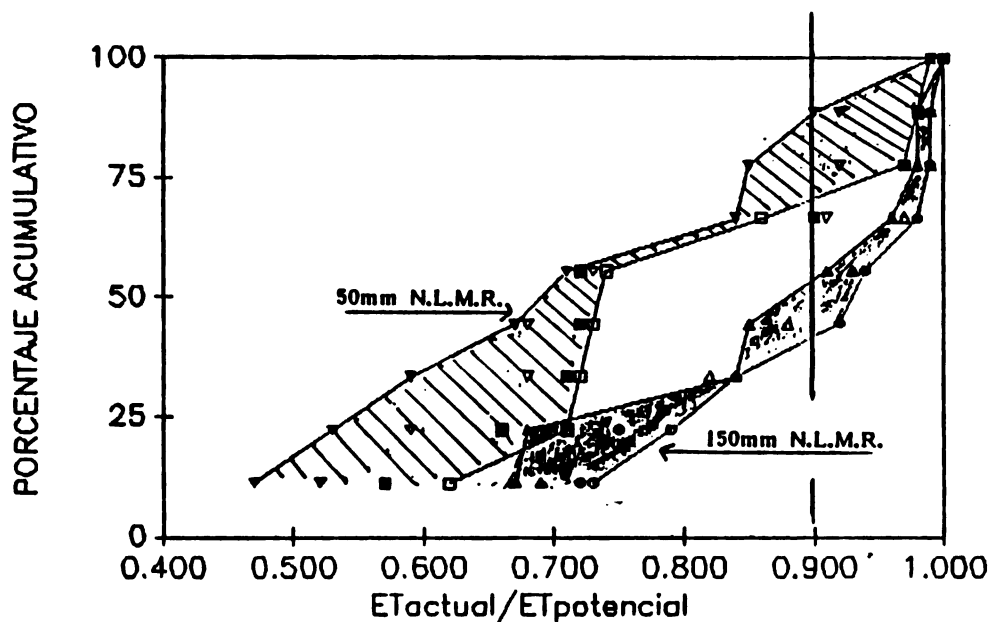 PORCENTAJE ACUMULATIVO
100
75
50
25
0
50mm N.L.M.R.
150mm N.L.M.R.
0.400 0.500 0.600 0.700 0.800 0.900 1.000
ETactual/ETpotencial